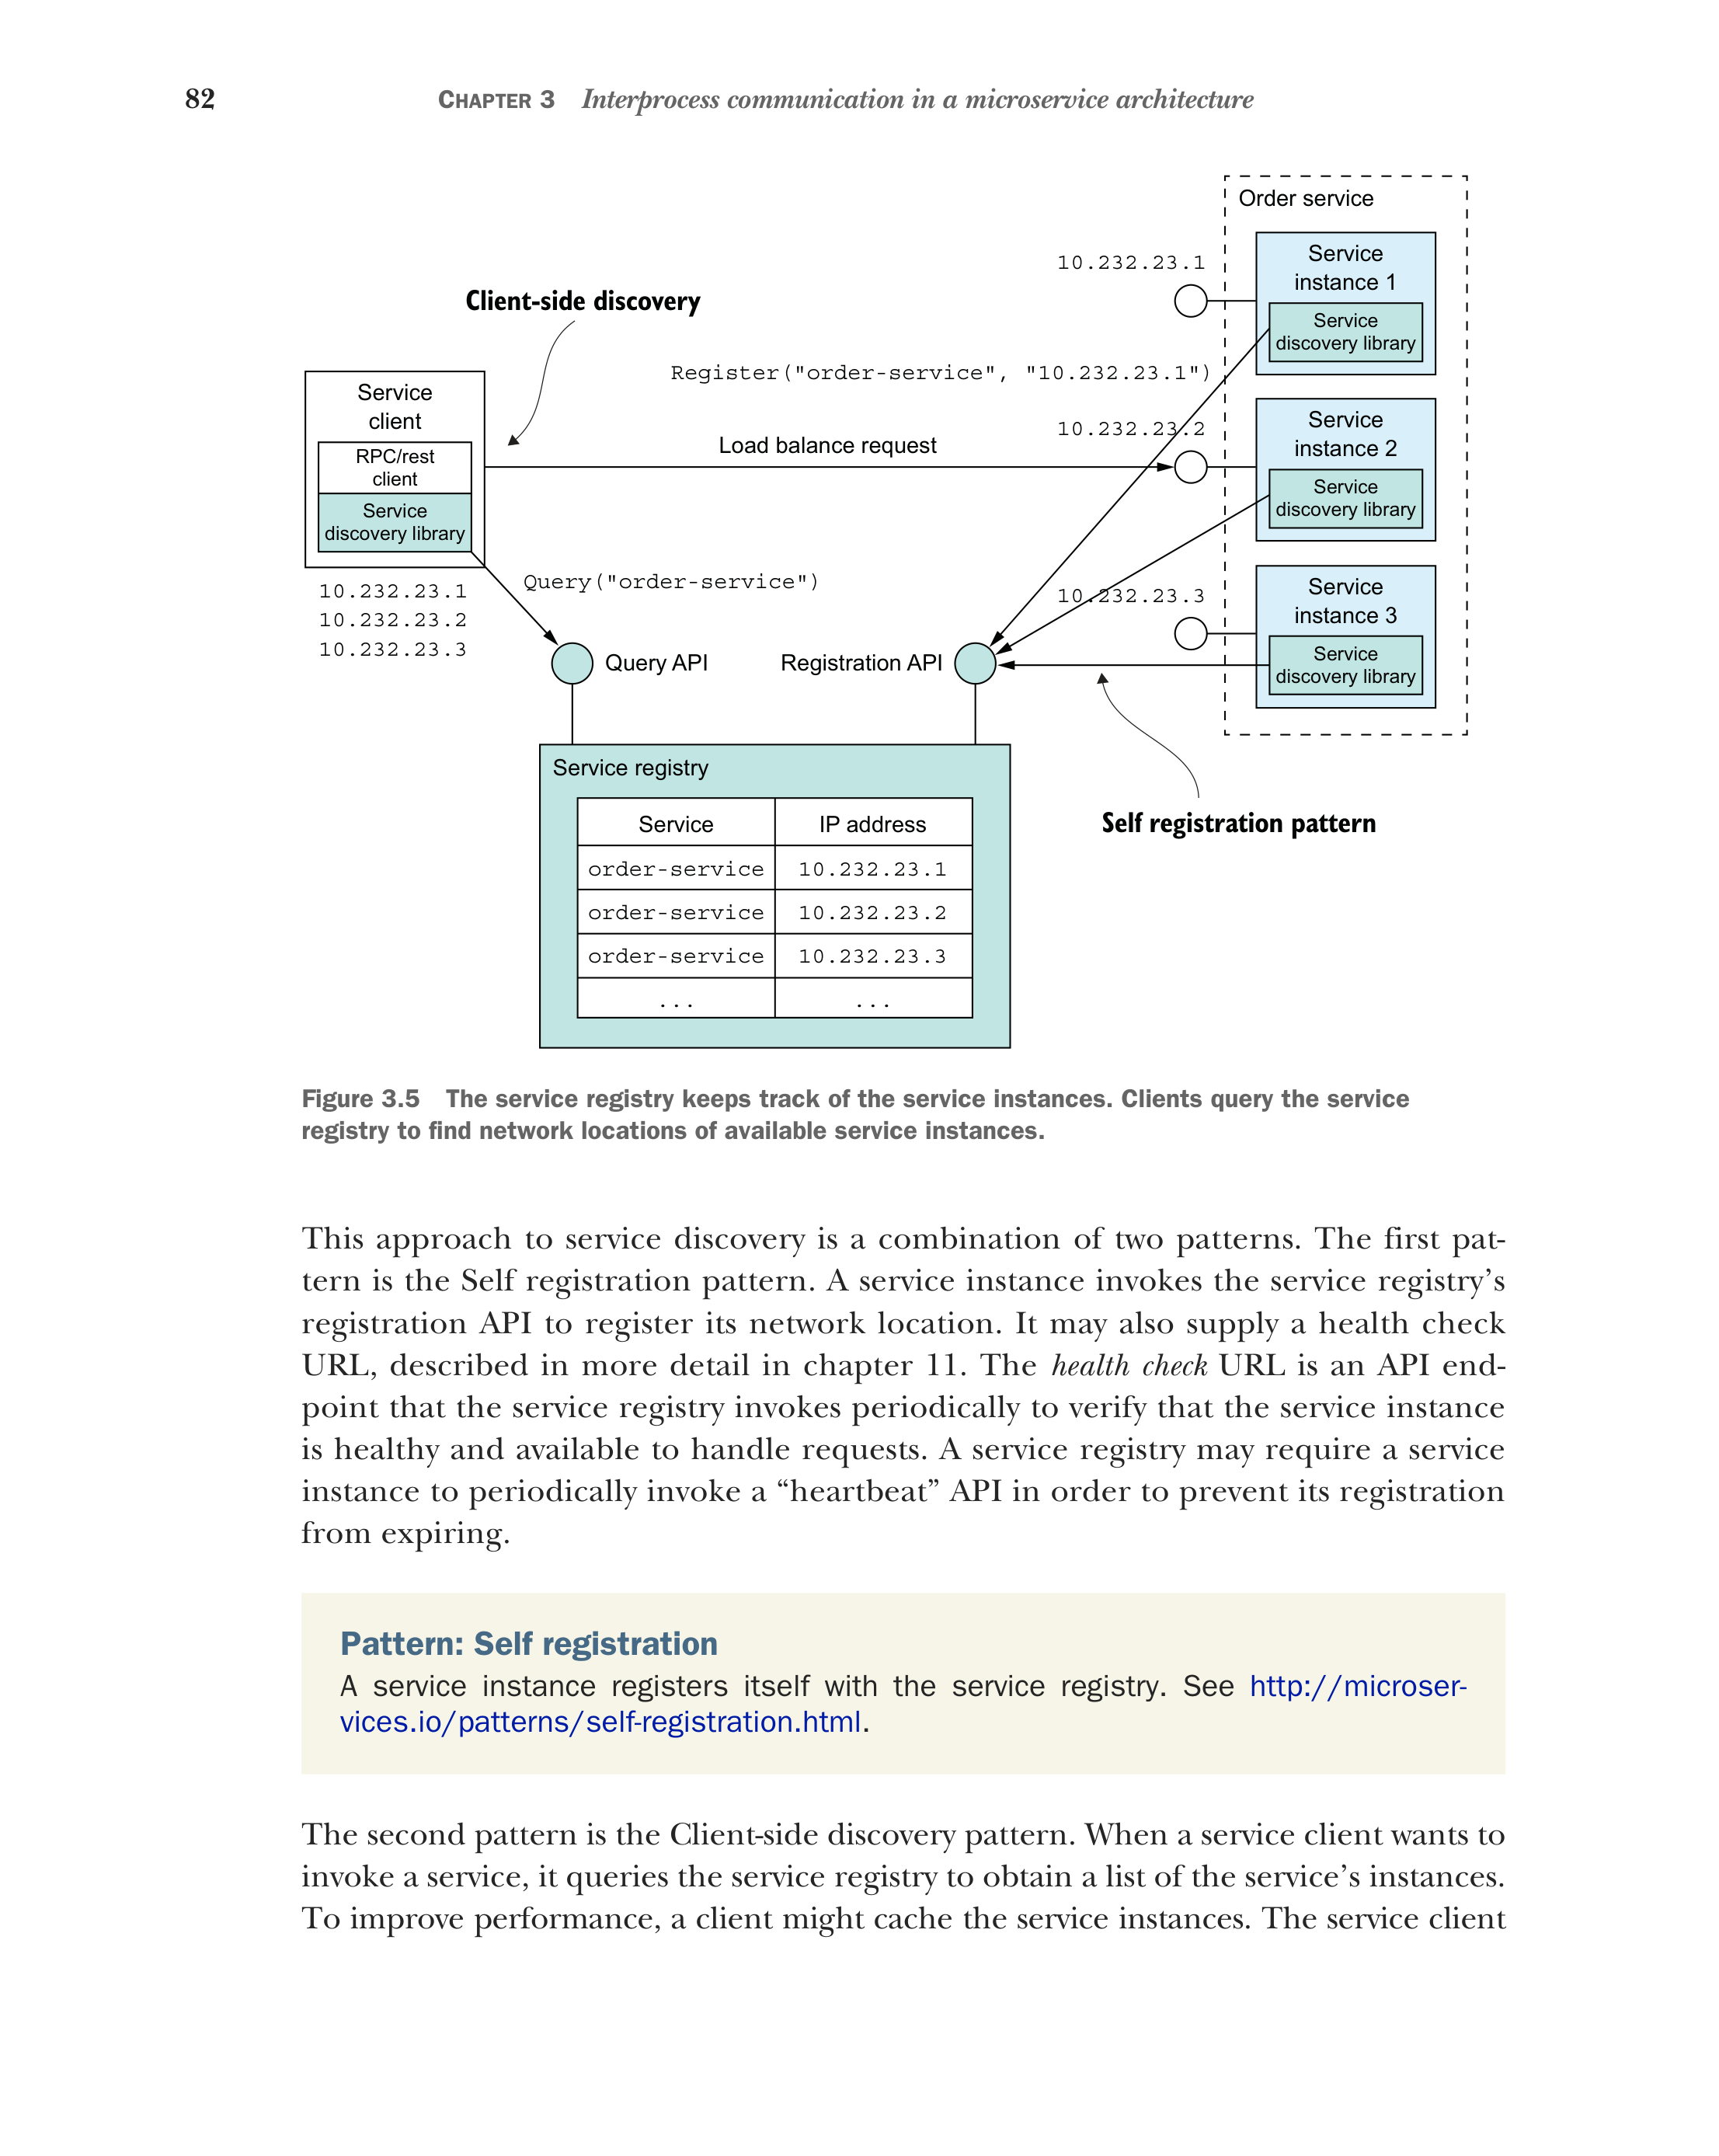 82
CHAPTER 3 Interprocess communication in a microservice architecture
Order service
Service
instance 1
Service
discovery library
10.232.23.1
Client-side discovery
Register("order-service", "10.232.23.1")
Service
client
RPC/rest
client
Service
discovery library
Load balance request
10.232.23.2
Service
instance 2
Service
discovery library
10.232.23.1
10.232.23.2
10.232.23.3
Query("order-service")
10.232.23.3
Service
instance 3
Service
discovery library
Query API
Registration API
Self registration pattern
Service registry
Service IP address
order-service 10.232.23.1
order-service 10.232.23.2
order-service 10.232.23.3
... ...
Figure 3.5 The service registry keeps track of the service instances. Clients query the service
registry to find network locations of available service instances.
This approach to service discovery is a combination of two patterns. The first pat-
tern is the Self registration pattern. A service instance invokes the service registry’s
registration API to register its network location. It may also supply a health check
URL, described in more detail in chapter 11. The health check URL is an API end-
point that the service registry invokes periodically to verify that the service instance
is healthy and available to handle requests. A service registry may require a service
instance to periodically invoke a “heartbeat” API in order to prevent its registration
from expiring.
Pattern: Self registration
A service instance registers itself with the service registry. See http://microser-
vices.io/patterns/self-registration.html.
The second pattern is the Client-side discovery pattern. When a service client wants to
invoke a service, it queries the service registry to obtain a list of the service’s instances.
To improve performance, a client might cache the service instances. The service client